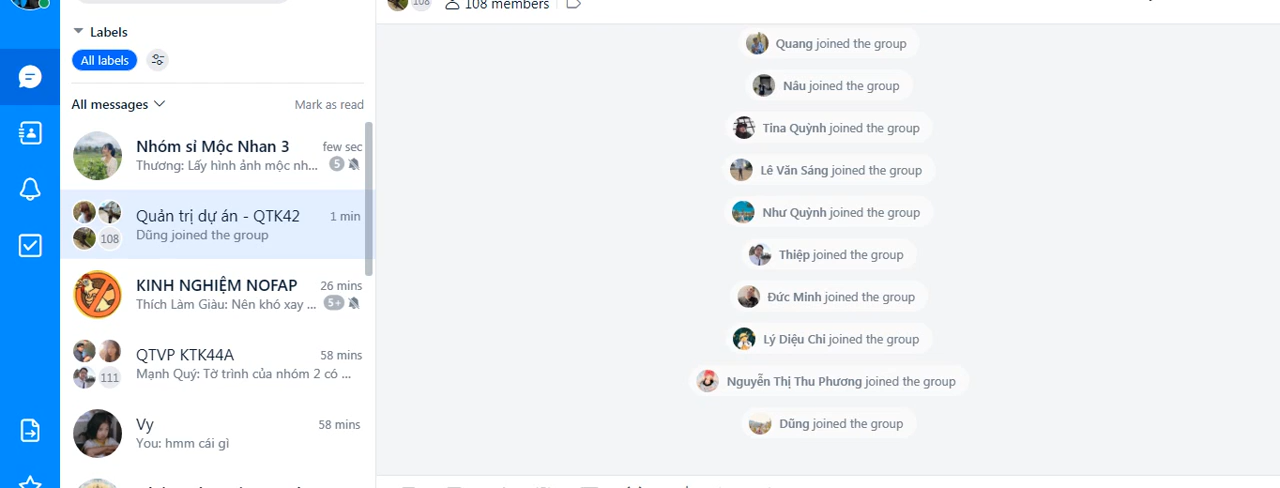 108
108 members
Labels
All labels
All messages
Mark as read
Nhóm sỉ Mộc Nhan 3
few sec
Thương: Lấy hình ảnh mộc nh...
5
Quản trị dự án - QTK42
1 min
108
Dũng joined the group
KINH NGHIỆM NOFAP
26 mins
Thích Làm Giàu: Nên khó xay ...
5+
QTVP KTK44A
58 mins
111
Mạnh Quý: Tờ trình của nhóm 2 có ...
Vy
58 mins
You: hmm cái gì
Quang joined the group
Nâu joined the group
Tina Quỳnh joined the group
Lê Văn Sáng joined the group
Như Quỳnh joined the group
Thiệp joined the group
Đức Minh joined the group
Lý Diệu Chi joined the group
Nguyễn Thị Thu Phương joined the group
Dũng joined the group